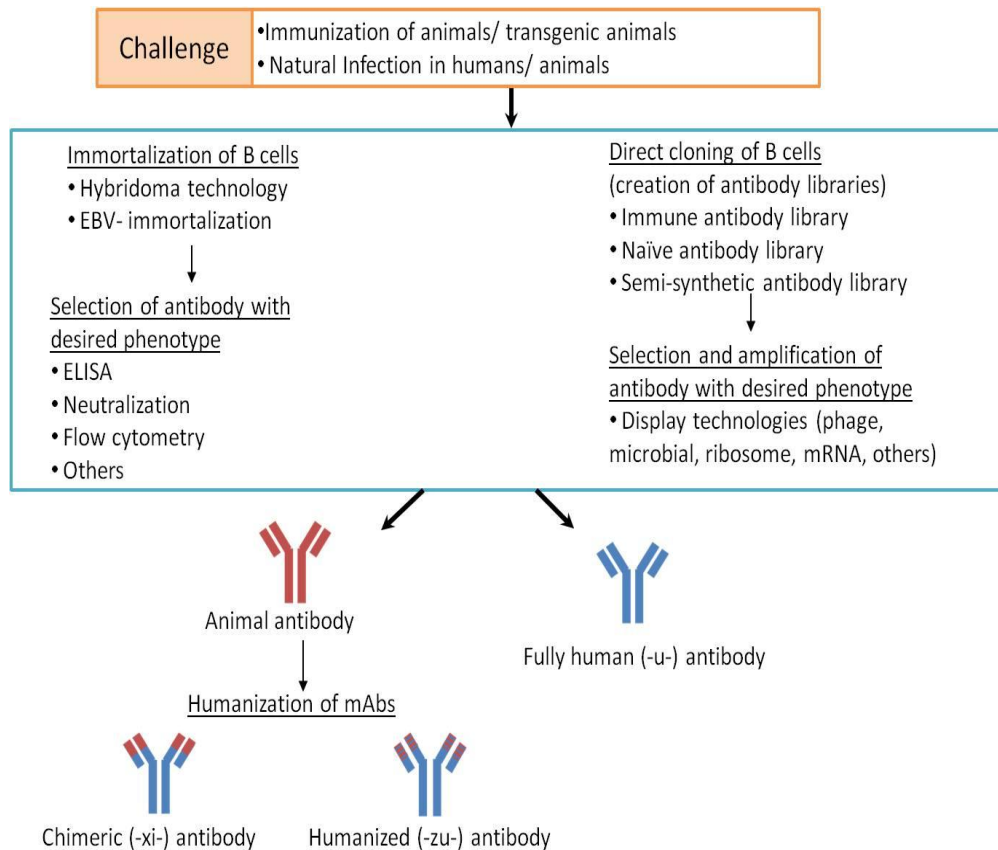 Challenge
•Immunization of animals/ transgenic animals
• Natural Infection in humans/ animals
Immortalization of B cells
• Hybridoma technology
• EBV- immortalization
Selection of antibody with
desired phenotype
• ELISA
• Neutralization
• Flow cytometry
• Others
Direct cloning of B cells
(creation of antibody libraries)
• Immune antibody library
• Naïve antibody library
• Semi-synthetic antibody library
Selection and amplification of
antibody with desired phenotype
• Display technologies (phage,
microbial, ribosome, mRNA, others)
Animal antibody
Fully human (-u-) antibody
Humanization of mAbs
Chimeric (-xi-) antibody
Humanized (-zu-) antibody